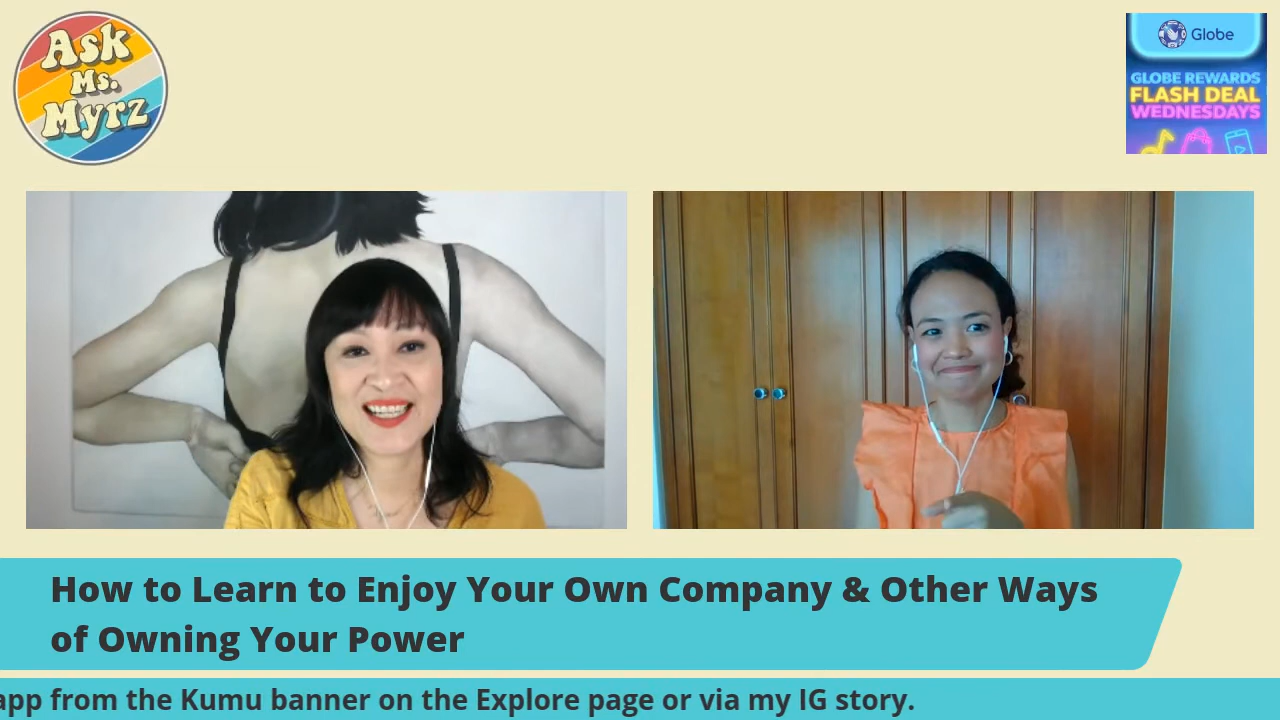 Ask
Ms.
Myrz
Globe
GLOBE REWARDS
FLASH DEAL
WEDNESDAYS
How to Learn to Enjoy Your Own Company & Other Ways
of Owning Your Power
app from the Kumu banner on the Explore page or via my IG story.